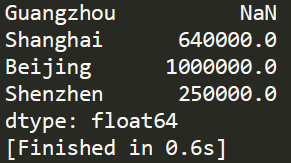 Guangzhou          NaN
Shanghai      640000.0
Beijing      1000000.0
Shenzhen      250000.0
dtype: float64
[Finished in 0.6s]